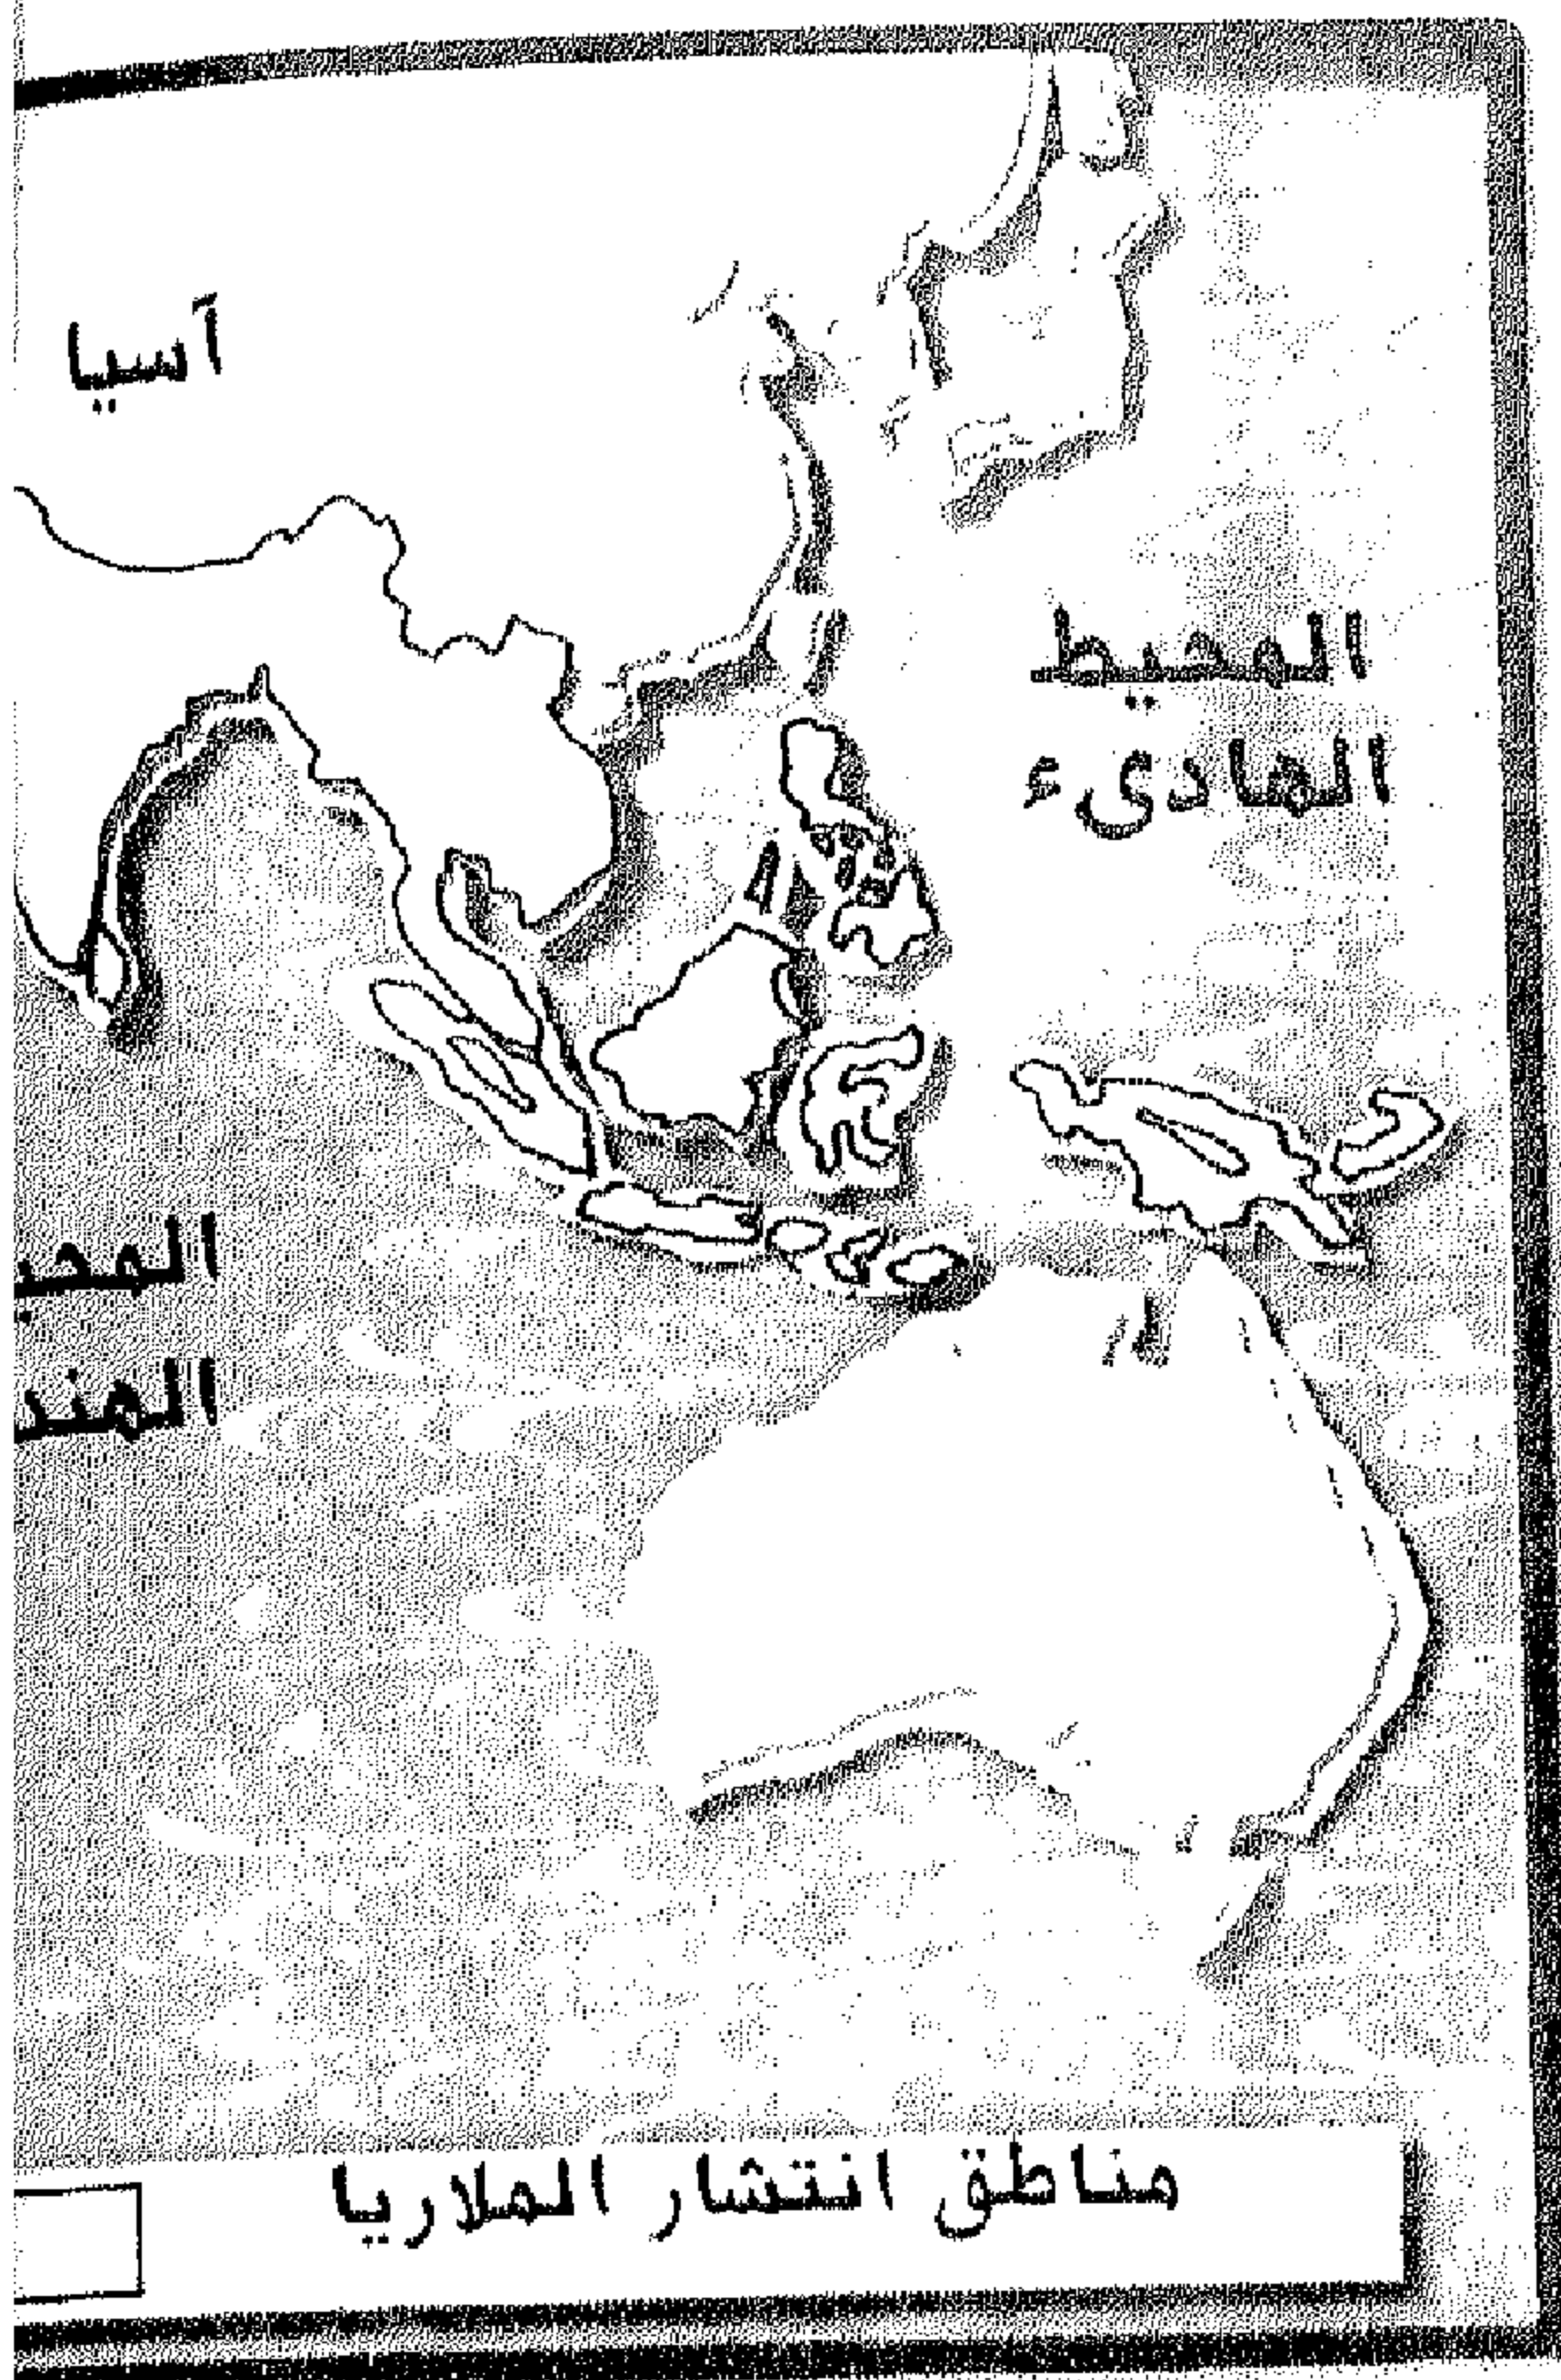 آسيا
المحيط
الهادىء
مناطق انتشار الملاريا